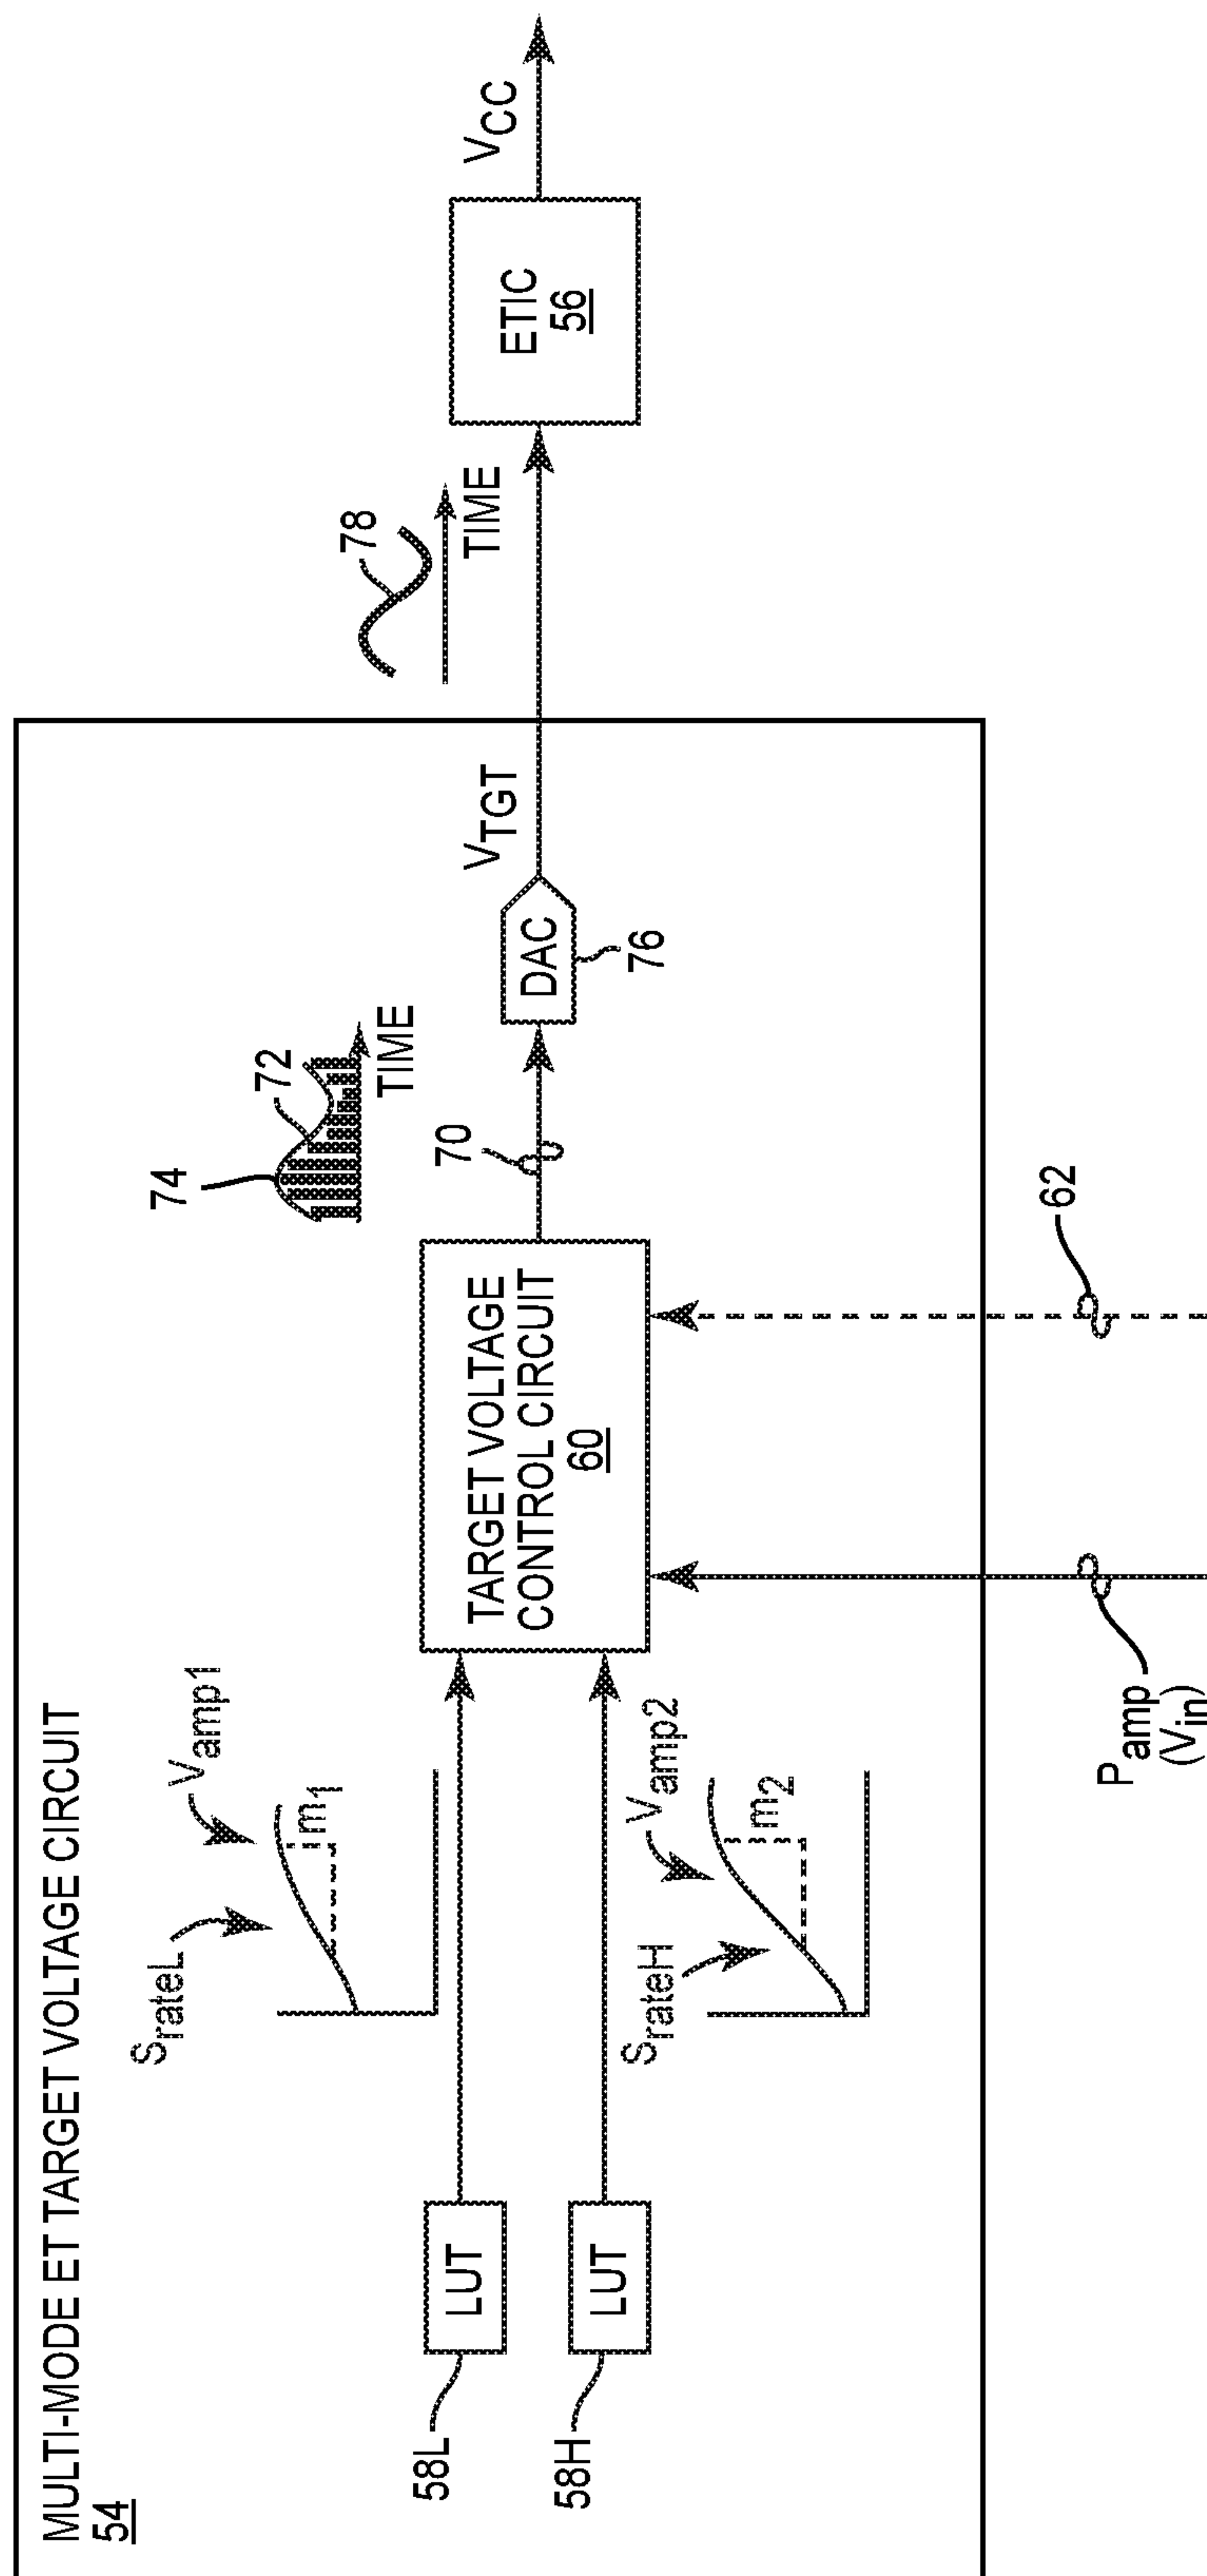 MULTI-MODE ET TARGET VOLTAGE CIRCUIT
54
58L
LUT
58H
LUT
SrateL
Vamp1
m1
SrateH
Vamp2
m2
TARGET VOLTAGE
CONTROL CIRCUIT
60
Pamp
(Vin)
62
70
74
72
TIME
DAC
76
VTGT
78
TIME
ETIC
56
VCC